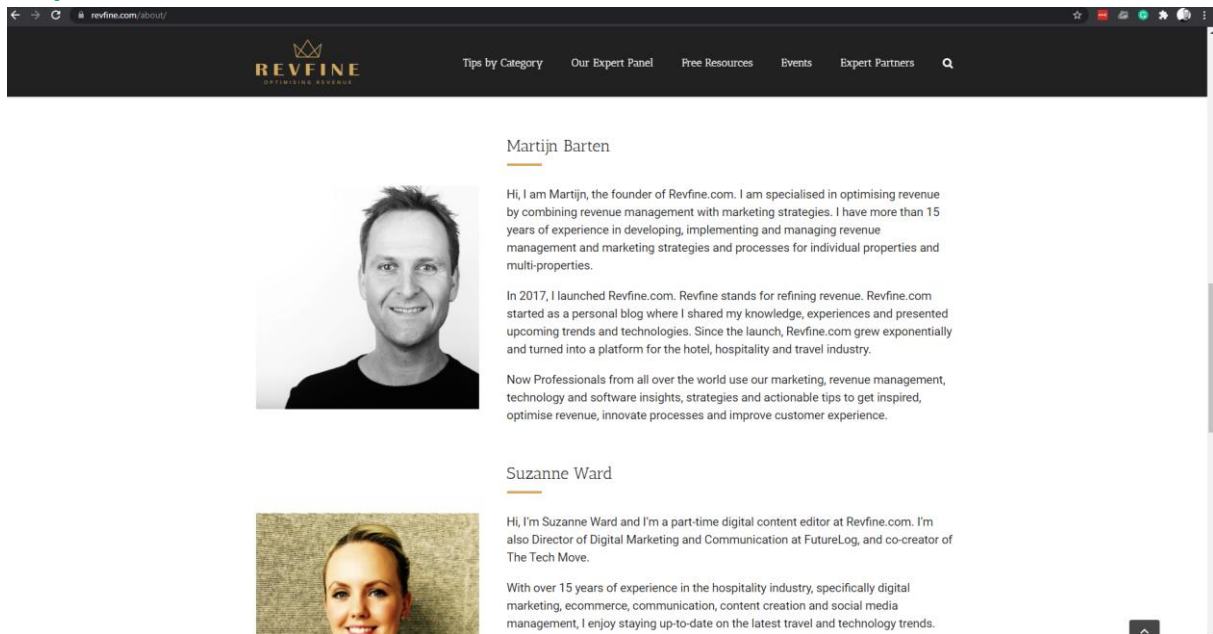 revfine.com/about/
REVFINE
OPTIMISING REVENUE
Tips by Category Our Expert Panel Free Resources Events Expert Partners
Martijn Barten
Hi, I am Martijn, the founder of Revfine.com. I am specialised in optimising revenue
by combining revenue management with marketing strategies. I have more than 15
years of experience in developing, implementing and managing revenue
management and marketing strategies and processes for individual properties and
multi-properties.
In 2017, I launched Revfine.com. Revfine stands for refining revenue. Revfine.com
started as a personal blog where I shared my knowledge, experiences and presented
upcoming trends and technologies. Since the launch, Revfine.com grew exponentially
and turned into a platform for the hotel, hospitality and travel industry.
Now Professionals from all over the world use our marketing, revenue management,
technology and software insights, strategies and actionable tips to get inspired,
optimise revenue, innovate processes and improve customer experience.
Suzanne Ward
Hi, I'm Suzanne Ward and I'm a part-time digital content editor at Revfine.com. I'm
also Director of Digital Marketing and Communication at FutureLog, and co-creator of
The Tech Move.
With over 15 years of experience in the hospitality industry, specifically digital
marketing, ecommerce, communication, content creation and social media
management, I enjoy staying up-to-date on the latest travel and technology trends.